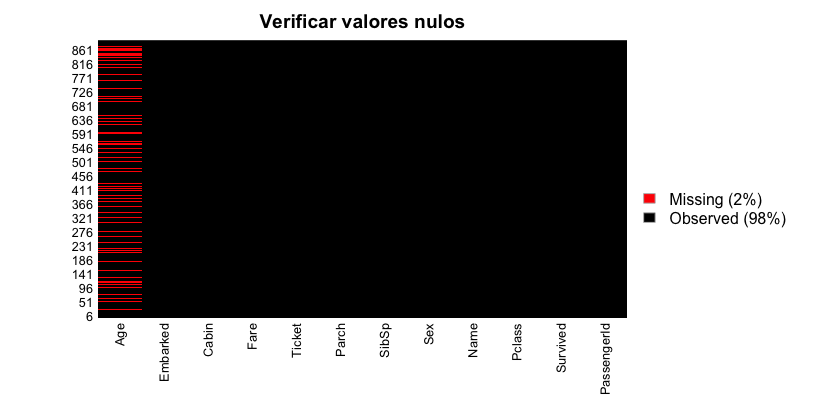 Verificar valores nulos
861
816
771
726
681
636
591
546
501
456
411
366
321
276
231
186
141
96
51
6
Missing (2%)
Observed (98%)
Age
Embarked
Cabin
Fare
Ticket
Parch
SibSp
Sex
Name
Pclass
Survived
PassengerId